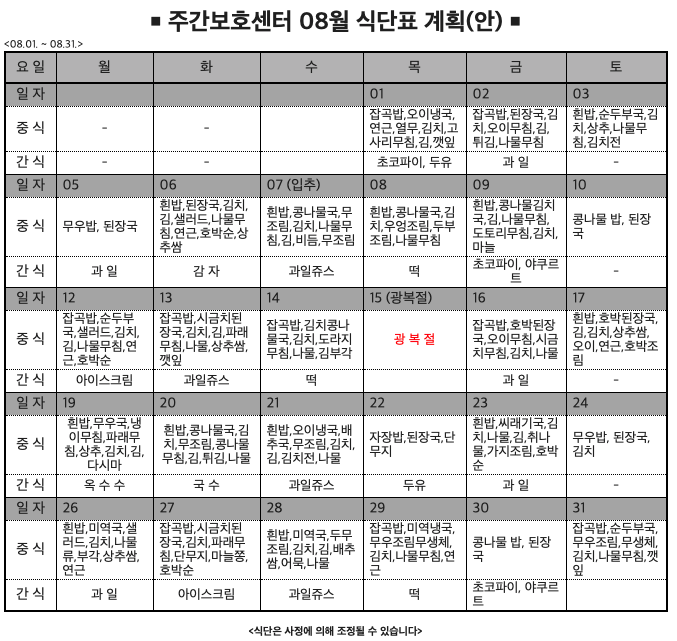 ■ 주간보호센터 08월 식단표 계획(안) ■
<08.01. ~ 08.31.>
요 일 월 화 수 목 금 토
일 자 01 02 03
중 식 - - 잡곡밥,오이냉국,연근,열무,김치,고사리무침,김,깻잎 잡곡밥,된장국,김치,오이무침,김,튀김,나물무침 흰밥,순두부국,김치,상추,나물무침,김치전
간 식 - - 초코파이, 두유 과 일 -
일 자 05 06 07 (입추) 08 09 10
중 식 무우밥, 된장국 흰밥,된장국,김치,김,샐러드,나물무침,연근,호박순,상추쌈 흰밥,콩나물국,무조림,김치,나물무침,김,비듬,무조림 흰밥,콩나물국,김치,우엉조림,두부조림,나물무침 흰밥,콩나물김치국,김,나물무침,도토리무침,김치,마늘 콩나물 밥, 된장국
간 식 과 일 감 자 과일쥬스 떡 초코파이, 야쿠르트 -
일 자 12 13 14 15 (광복절) 16 17
중 식 잡곡밥,순두부국,샐러드,김치,김,나물무침,연근,호박순 잡곡밥,시금치된장국,김치,김,파래무침,나물,상추쌈,깻잎 잡곡밥,김치콩나물국,김치,도라지무침,나물,김부각 광 복 절 잡곡밥,호박된장국,오이무침,시금치무침,김치,나물 흰밥,호박된장국,김,김치,상추쌈,오이,연근,호박조림
간 식 아이스크림 과일쥬스 떡 과 일 -
일 자 19 20 21 22 23 24
중 식 흰밥,무우국,냉이무침,파래무침,상추,김치,김,다시마 흰밥,콩나물국,김치,무조림,콩나물무침,김,튀김,나물 흰밥,오이냉국,배추국,무조림,김치,김,김치전,나물 자장밥,된장국,단무지 흰밥,씨래기국,김치,나물,김,취나물,가지조림,호박순 무우밥, 된장국, 김치
간 식 옥 수 수 국 수 과일쥬스 두유 과 일 -
일 자 26 27 28 29 30 31
중 식 흰밥,미역국,샐러드,김치,나물류,부각,상추쌈,연근 잡곡밥,시금치된장국,김치,파래무침,단무지,마늘쫑,호박순 흰밥,미역국,두무조림,김치,김,배추쌈,어묵,나물 잡곡밥,미역냉국,무우조림무생체,김치,나물무침,연근 콩나물 밥, 된장국 잡곡밥,순두부국,무우조림,무생체,김치,나물무침,깻잎
간 식 과 일 아이스크림 과일쥬스 떡 초코파이, 야쿠르트
<식단은 사정에 의해 조정될 수 있습니다>